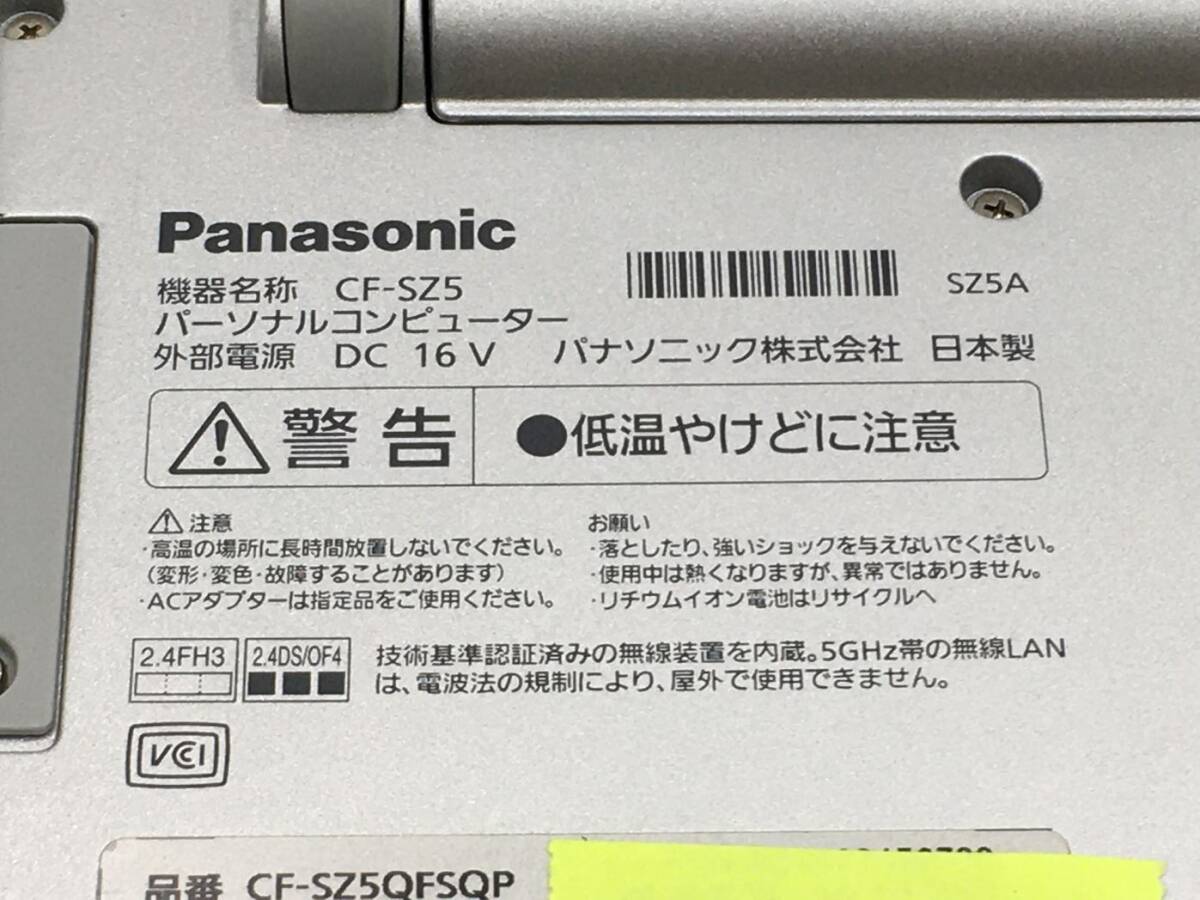 Panasonic
機器名称 CF-SZ5
SZ5A
パーソナルコンピューター
外部電源 DC 16 V パナソニック株式会社 日本製
警告 ●低温やけどに注意
注意
・高温の場所に長時間放置しないでください。
(変形・変色・故障することがあります)
・ACアダプターは指定品をご使用ください。
お願い
・落としたり、強いショックを与えないでください。
・使用中は熱くなりますが、異常ではありません。
・リチウムイオン電池はリサイクルへ
2.4FH3
2.4DS/OF4
技術基準認証済みの無線装置を内蔵。5GHz帯の無線LAN
は、電波法の規制により、屋外で使用できません。
VCCI
品番 CF-SZ5QFSQP